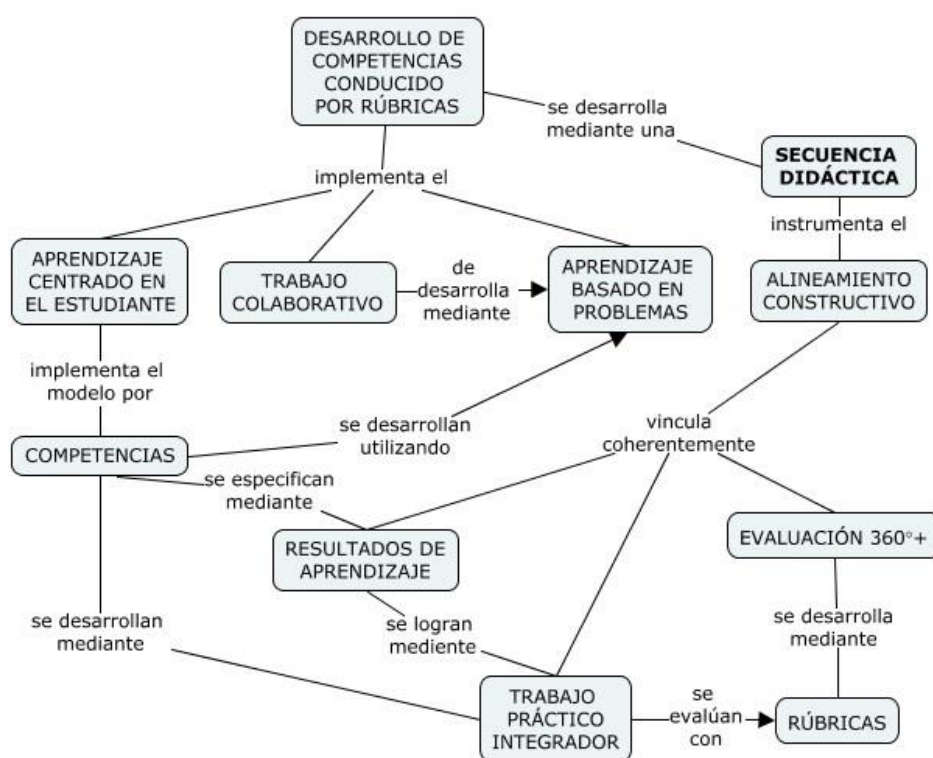 DESARROLLO DE
COMPETENCIAS
CONDUCIDO
POR RÚBRICAS
se desarrolla
mediante una
SECUENCIA
DIDÁCTICA
implementa el
instrumenta el
APRENDIZAJE
CENTRADO EN
EL ESTUDIANTE
TRABAJO
COLABORATIVO
de
desarrolla
mediante
APRENDIZAJE
BASADO EN
PROBLEMAS
ALINEAMIENTO
CONSTRUCTIVO
implementa el
modelo por
se desarrollan
utilizando
vincula
coherentemente
COMPETENCIAS
se especifican
mediante
RESULTADOS DE
APRENDIZAJE
EVALUACIÓN 360°+
se desarrollan
mediante
se logran
mediente
se desarrolla
mediante
TRABAJO
PRÁCTICO
INTEGRADOR
se
evalúan
con
RÚBRICAS